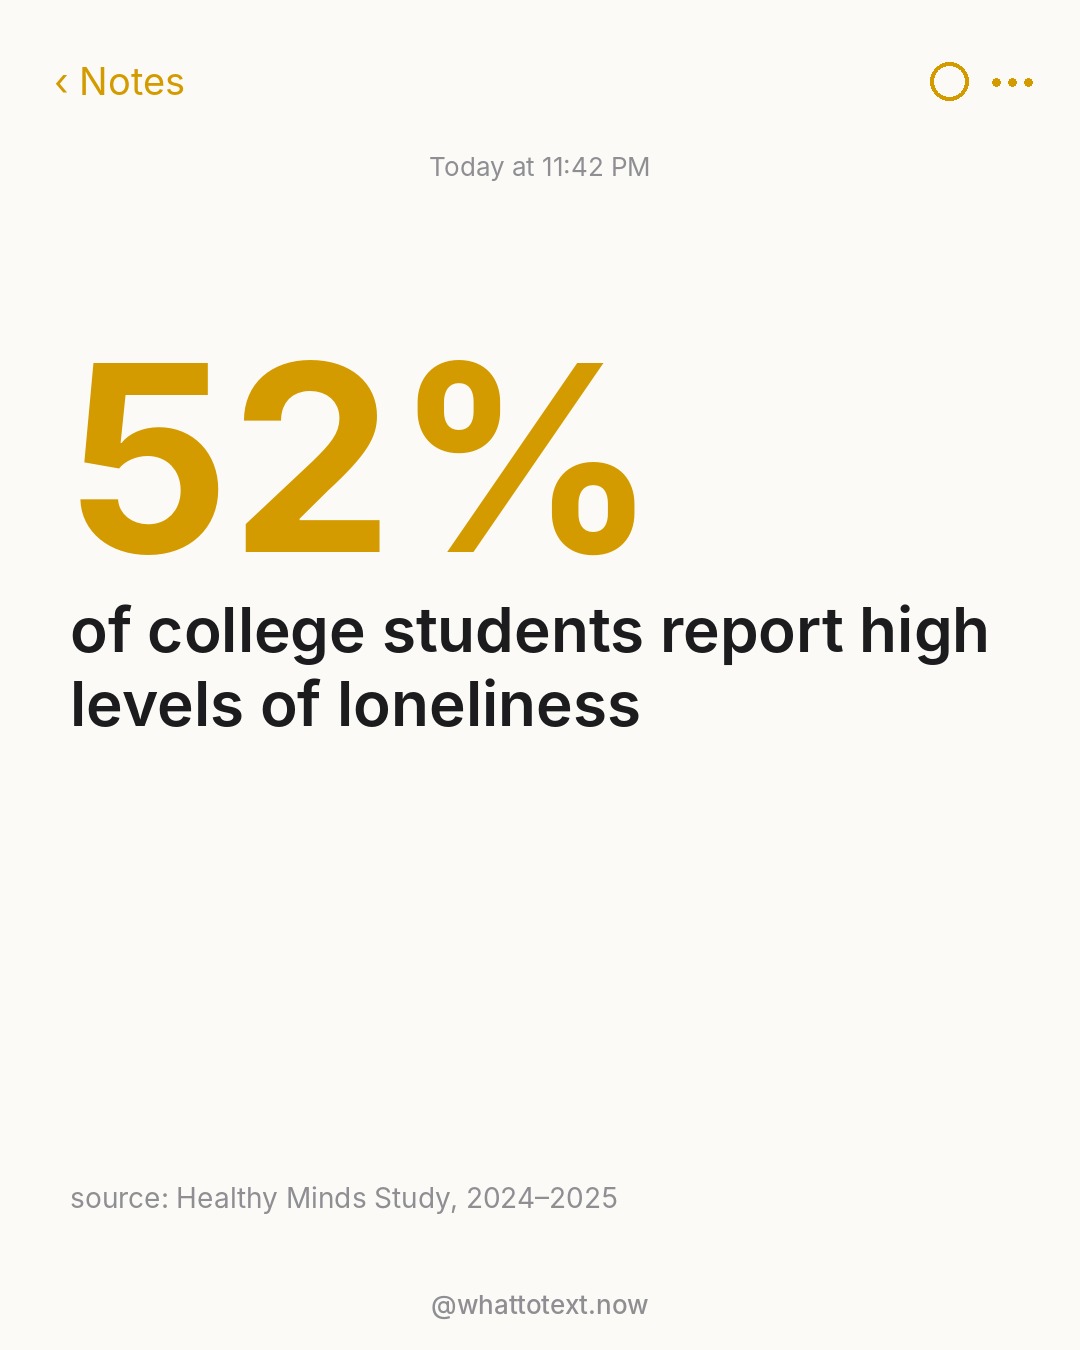 ‹ Notes
Today at 11:42 PM
52%
of college students report high
levels of loneliness
source: Healthy Minds Study, 2024–2025
@whattotext.now